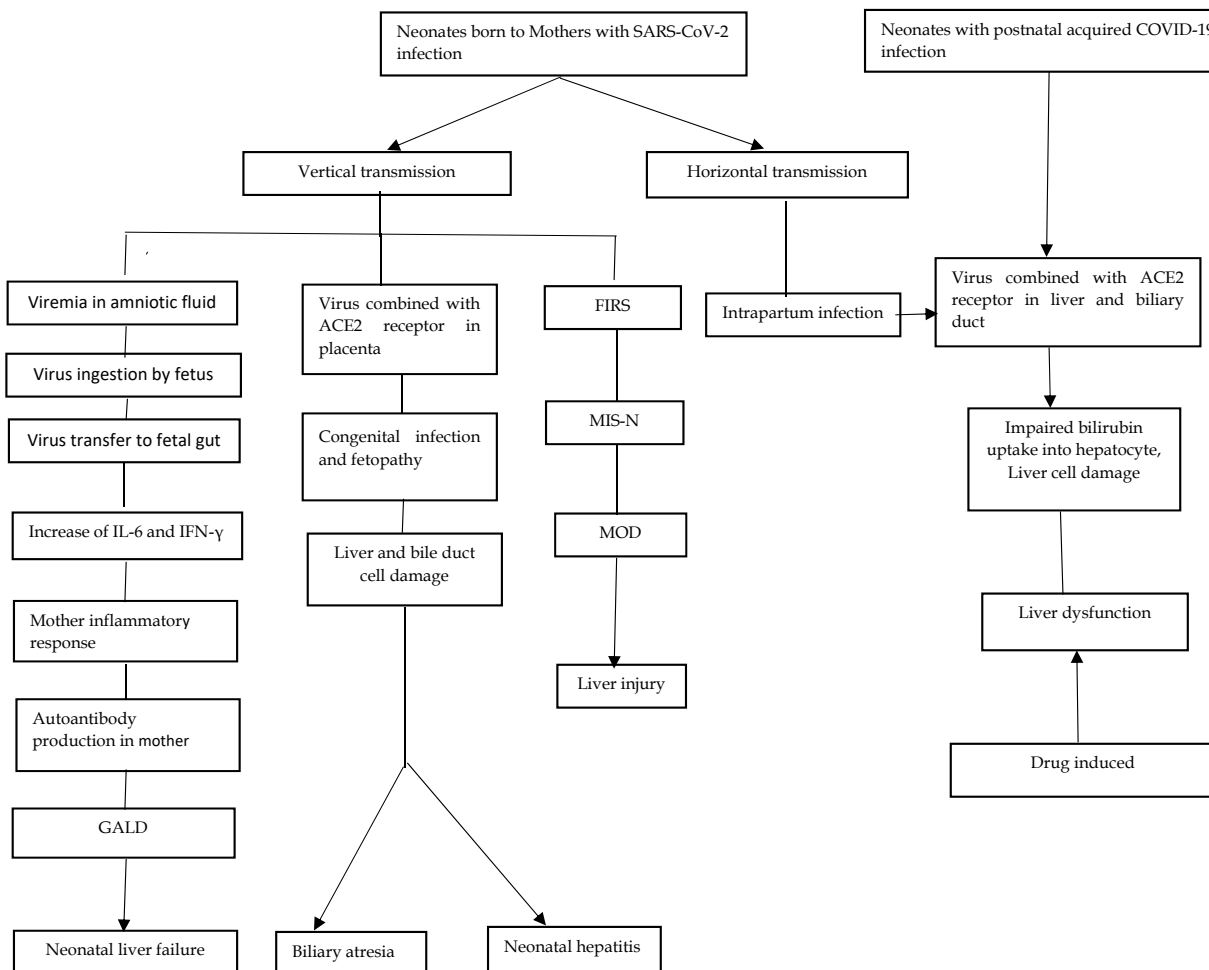 Neonates born to Mothers with SARS-CoV-2
infection
Neonates with postnatal acquired COVID-19
infection
Vertical transmission
Horizontal transmission
Viremia in amniotic fluid
Virus ingestion by fetus
Virus transfer to fetal gut
Increase of IL-6 and IFN-γ
Mother inflammatory
response
Autoantibody
production in mother
GALD
Neonatal liver failure
Virus combined with
ACE2 receptor in
placenta
Congenital infection
and fetopathy
Liver and bile duct
cell damage
Biliary atresia
Neonatal hepatitis
FIRS
MIS-N
MOD
Liver injury
Intrapartum infection
Virus combined with ACE2
receptor in liver and biliary
duct
Impaired bilirubin
uptake into hepatocyte,
Liver cell damage
Liver dysfunction
Drug induced